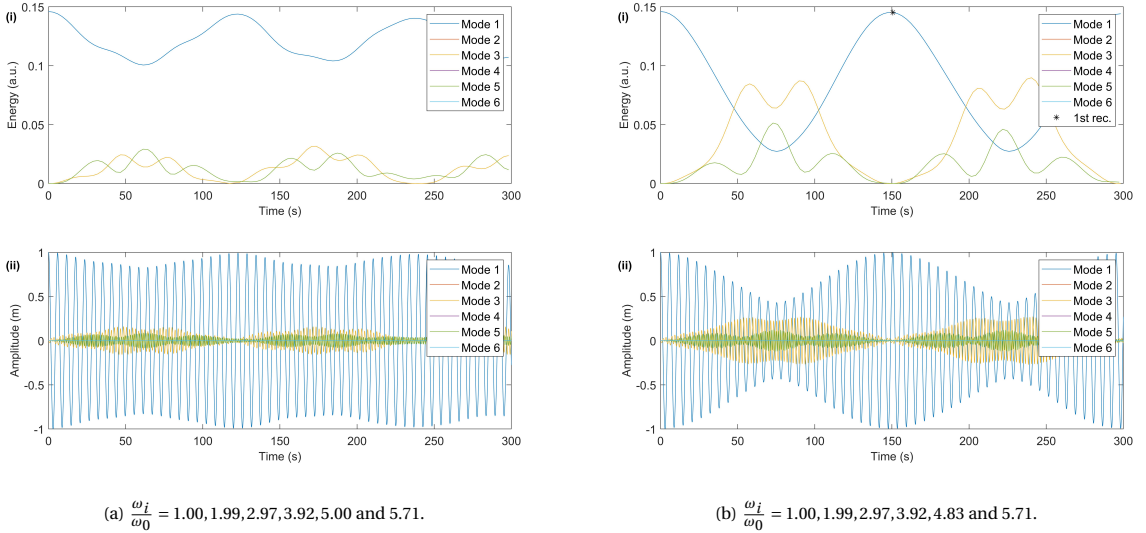 (i)
0.15
0.1
0.05
0
Energy (a.u.)
0 50 100 150 200 250 300
Time (s)
Mode 1
Mode 2
Mode 3
Mode 4
Mode 5
Mode 6
(ii)
1
0.5
0
-0.5
-1
Amplitude (m)
0 50 100 150 200 250 300
Time (s)
Mode 1
Mode 2
Mode 3
Mode 4
Mode 5
Mode 6
(a) ωi/ω0 = 1.00, 1.99, 2.97, 3.92, 5.00 and 5.71.
(i)
0.15
0.1
0.05
0
Energy (a.u.)
0 50 100 150 200 250 300
Time (s)
Mode 1
Mode 2
Mode 3
Mode 4
Mode 5
Mode 6
1st rec.
(ii)
1
0.5
0
-0.5
-1
Amplitude (m)
0 50 100 150 200 250 300
Time (s)
Mode 1
Mode 2
Mode 3
Mode 4
Mode 5
Mode 6
(b) ωi/ω0 = 1.00, 1.99, 2.97, 3.92, 4.83 and 5.71.